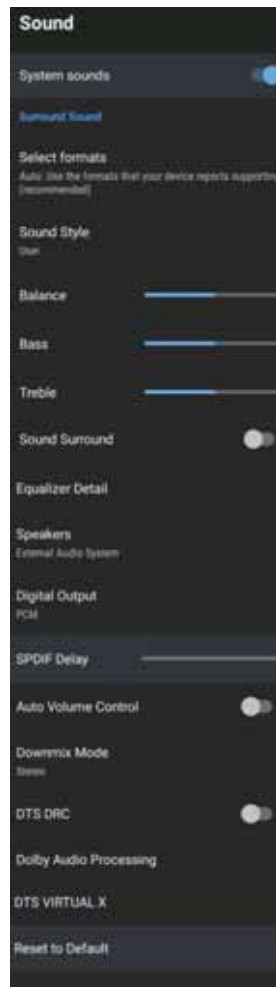 Sound
System sounds
Surround Sound
Select formats
Auto: Use the formats that your device reports supporting
(recommended)
Sound Style
User
Balance
Bass
Treble
Sound Surround
Equalizer Detail
Speakers
External Audio System
Digital Output
PCM
SPDIF Delay
Auto Volume Control
Downmix Mode
Stereo
DTS DRC
Dolby Audio Processing
DTS VIRTUAL X
Reset to Default